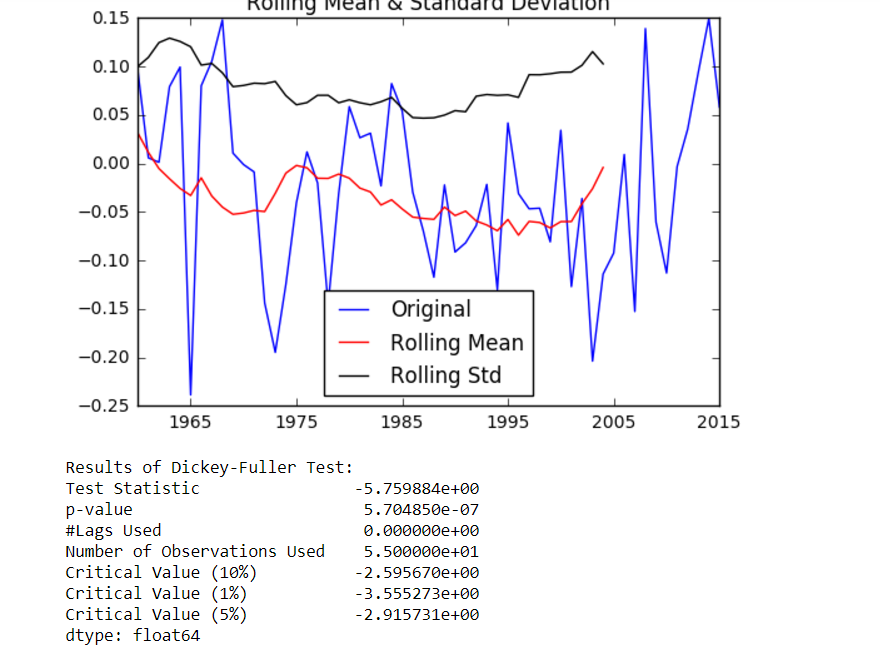 Rolling Mean & Standard Deviation
0.15
0.10
0.05
0.00
−0.05
−0.10
−0.15
−0.20
−0.25
Original
Rolling Mean
Rolling Std
1965 1975 1985 1995 2005 2015
Results of Dickey-Fuller Test:
Test Statistic -5.759884e+00
p-value 5.704850e-07
#Lags Used 0.000000e+00
Number of Observations Used 5.500000e+01
Critical Value (10%) -2.595670e+00
Critical Value (1%) -3.555273e+00
Critical Value (5%) -2.915731e+00
dtype: float64